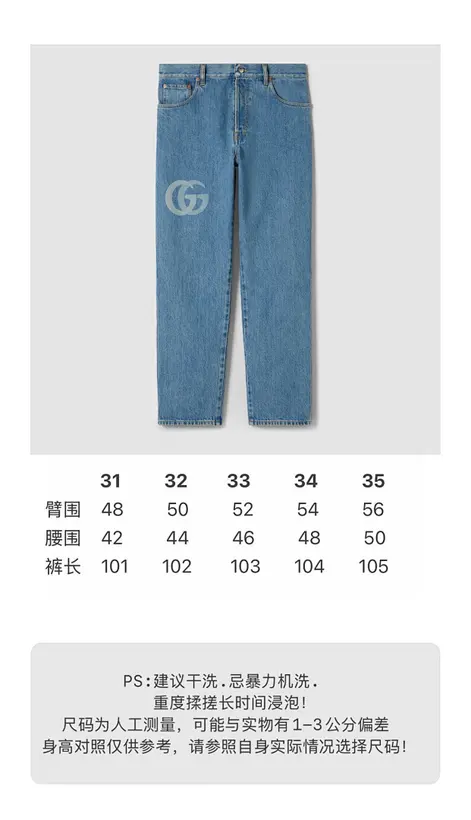 GG
31 32 33 34 35
臂围 48 50 52 54 56
腰围 42 44 46 48 50
裤长 101 102 103 104 105
PS:建议干洗.忌暴力机洗.
重度揉搓长时间浸泡!
尺码为人工测量，可能与实物有1–3公分偏差
身高对照仅供参考，请参照自身实际情况选择尺码!